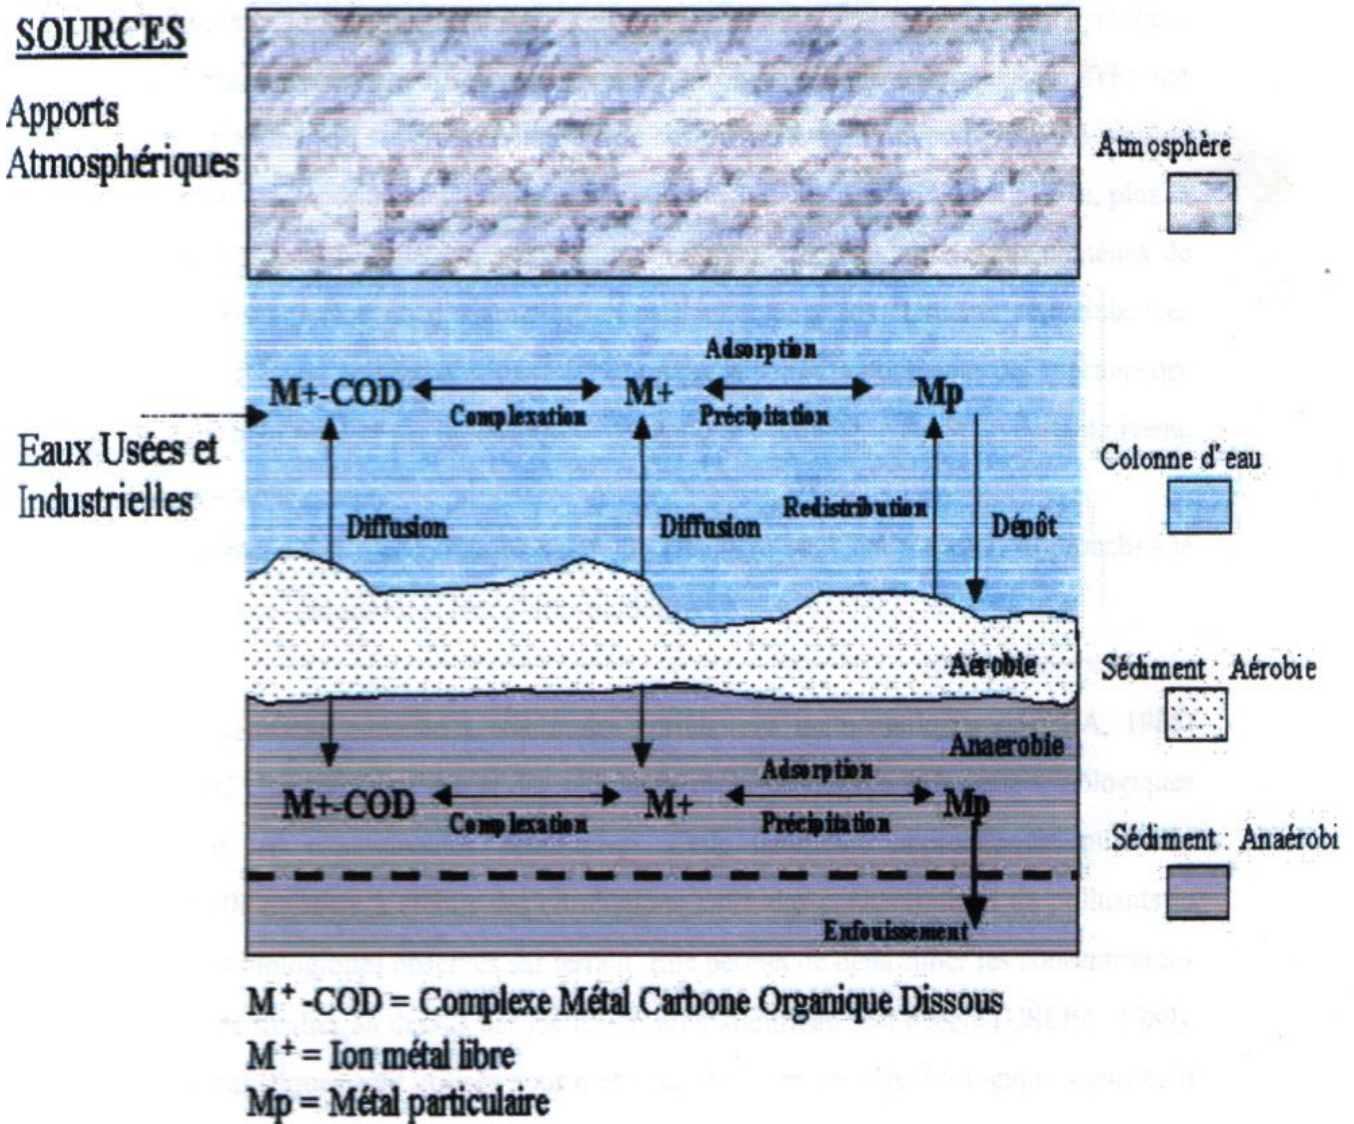 SOURCES
Apports
Atmosphériques
Atmosphère
Adsorption
M+-COD
M+
Mp
Complexation
Précipitation
Eaux Usées et
Industrielles
Colonne d'eau
Diffusion
Diffusion
Redistribution
Dépôt
Aérobie
Sédiment : Aérobie
Anaerobie
Adsorption
M+-COD
M+
Mp
Complexation
Précipitation
Sédiment : Anaérobi
Enfouissement
M+ -COD = Complexe Métal Carbone Organique Dissous
M+ = Ion métal libre
Mp = Métal particulaire